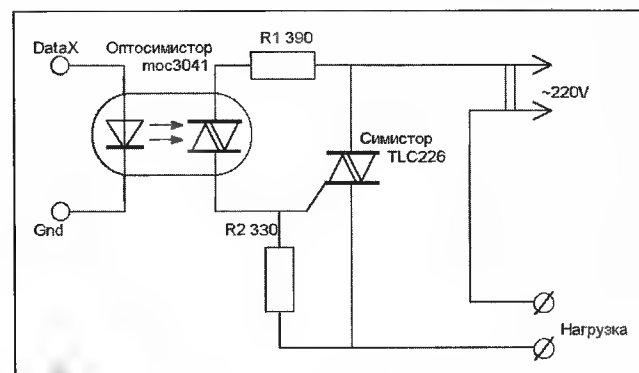 DataX
Оптосимистор
moc3041
R1 390
~220V
Симистор
TLC226
Gnd
R2 330
Нагрузка